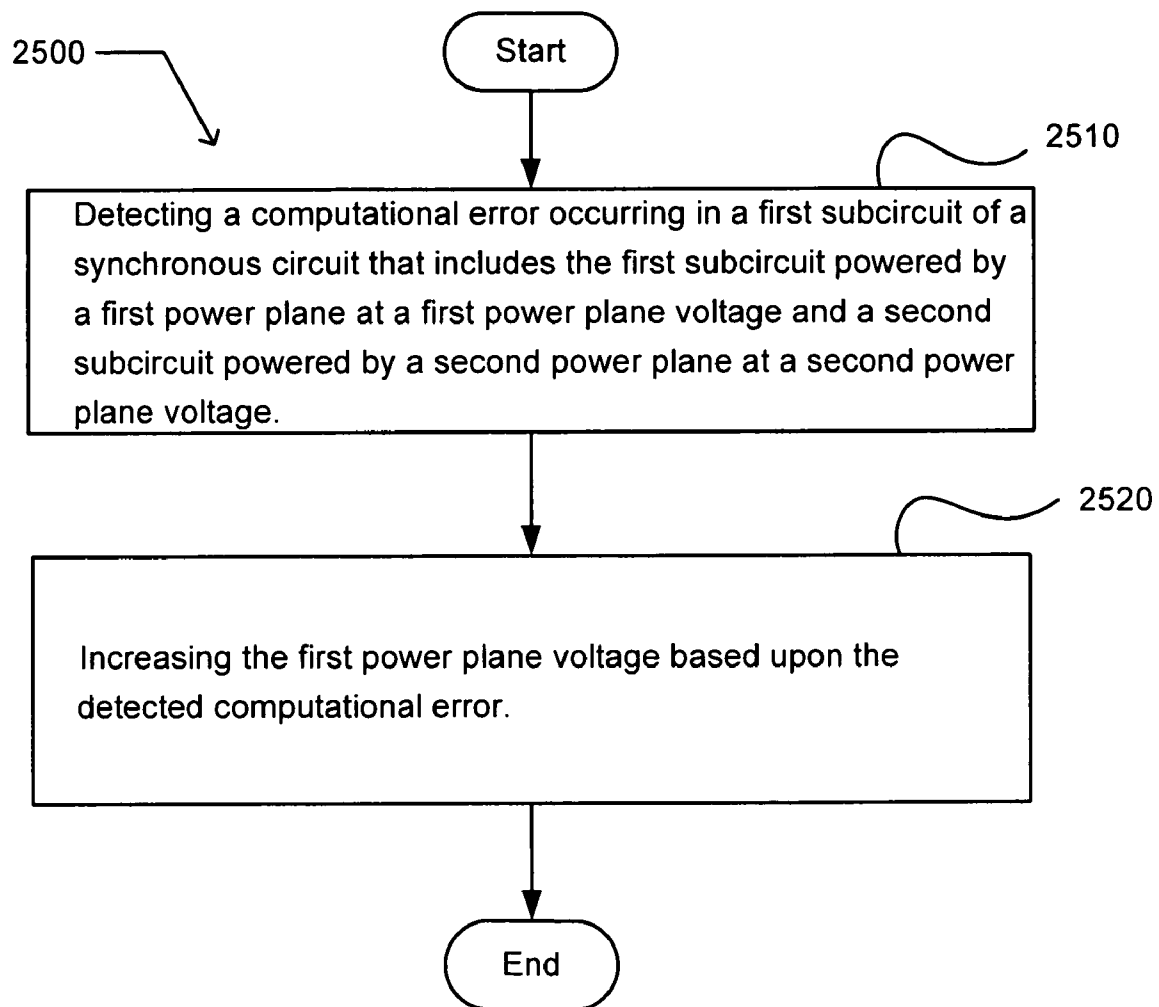 2500
Start
2510
Detecting a computational error occurring in a first subcircuit of a
synchronous circuit that includes the first subcircuit powered by
a first power plane at a first power plane voltage and a second
subcircuit powered by a second power plane at a second power
plane voltage.
2520
Increasing the first power plane voltage based upon the
detected computational error.
End